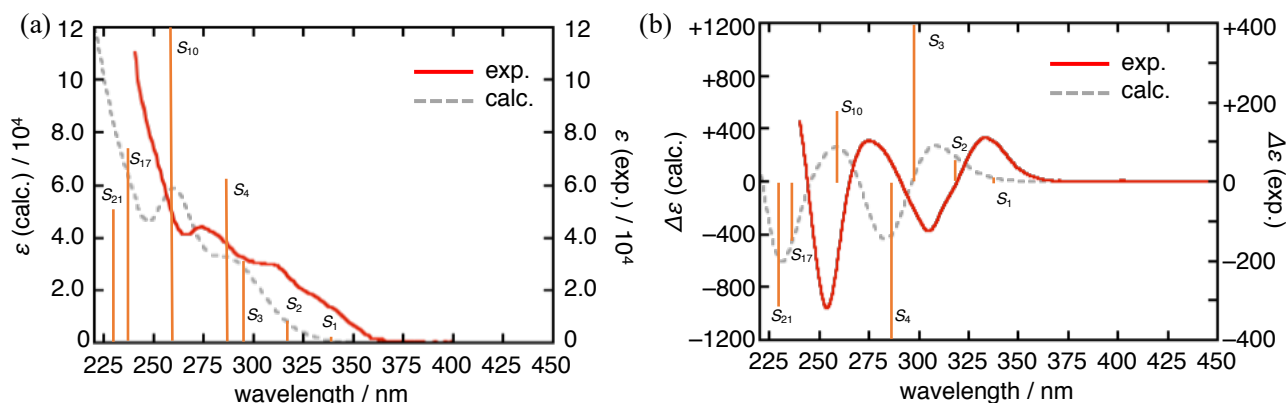 (a)
12
10
8.0
6.0
4.0
2.0
0
ε (calc.) / 10⁴
S₁₀
S₁₇
S₂₁
S₄
S₃
S₂
S₁
exp.
calc.
12
10
8.0
6.0
4.0
2.0
0
ε (exp.) / 10⁴
225 250 275 300 325 350 375 400 425 450
wavelength / nm
(b)
+1200
+800
+400
0
−400
−800
−1200
Δε (calc.)
S₃
S₁₀
S₂
S₁
S₁₇
S₂₁
S₄
exp.
calc.
+400
+200
0
−200
−400
Δε (exp.)
225 250 275 300 325 350 375 400 425 450
wavelength / nm